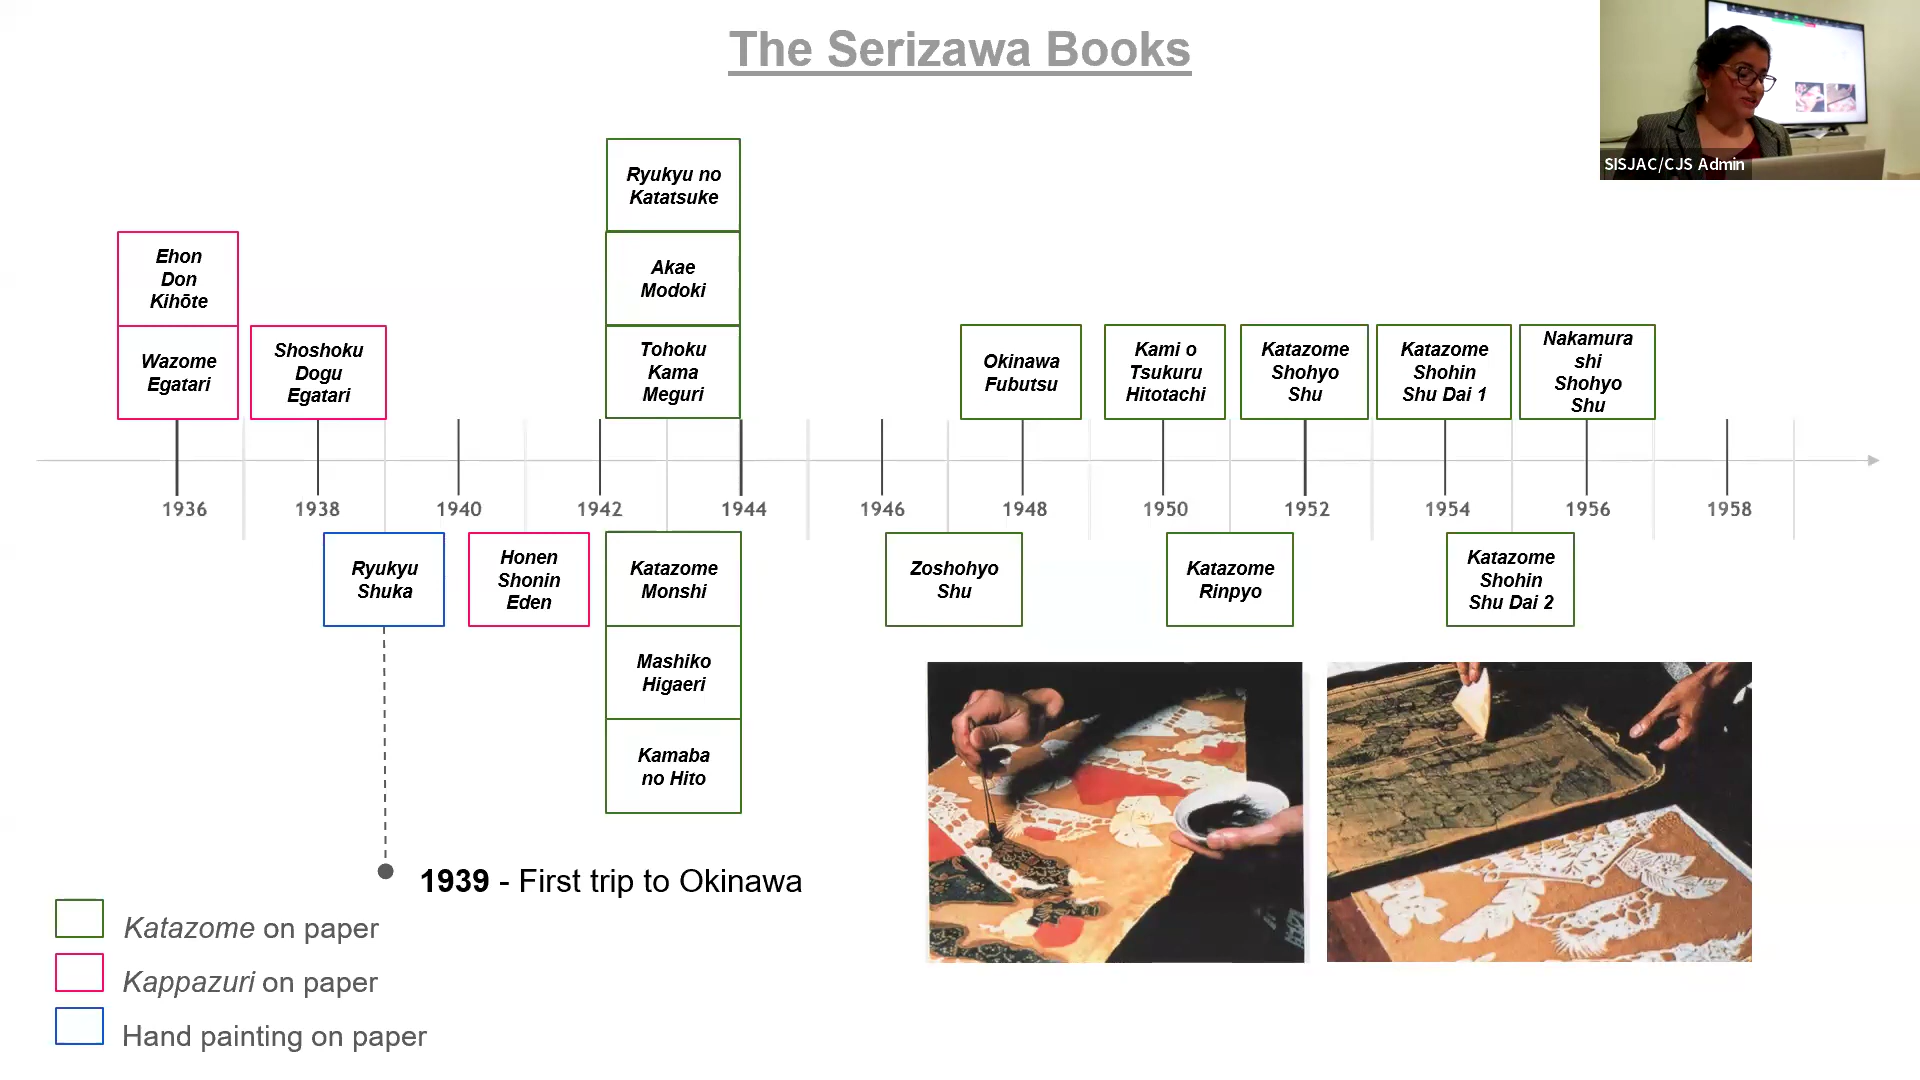 The Serizawa Books
SISJAC/CJS Admin
Ryukyu no
Katatsuke
Ehon
Don
Kihōte
Akae
Modoki
Wazome
Egatari
Shoshoku
Dogu
Egatari
Tohoku
Kama
Meguri
Okinawa
Fubutsu
Kami o
Tsukuru
Hitotachi
Katazome
Shohyo
Shu
Katazome
Shohin
Shu Dai 1
Nakamura
shi
Shohyo
Shu
1936
1938
1940
1942
1944
1946
1948
1950
1952
1954
1956
1958
Ryukyu
Shuka
Honen
Shonin
Eden
Katazome
Monshi
Zoshohyo
Shu
Katazome
Rinpyo
Katazome
Shohin
Shu Dai 2
Mashiko
Higaeri
Kamaba
no Hito
1939 - First trip to Okinawa
Katazome on paper
Kappazuri on paper
Hand painting on paper